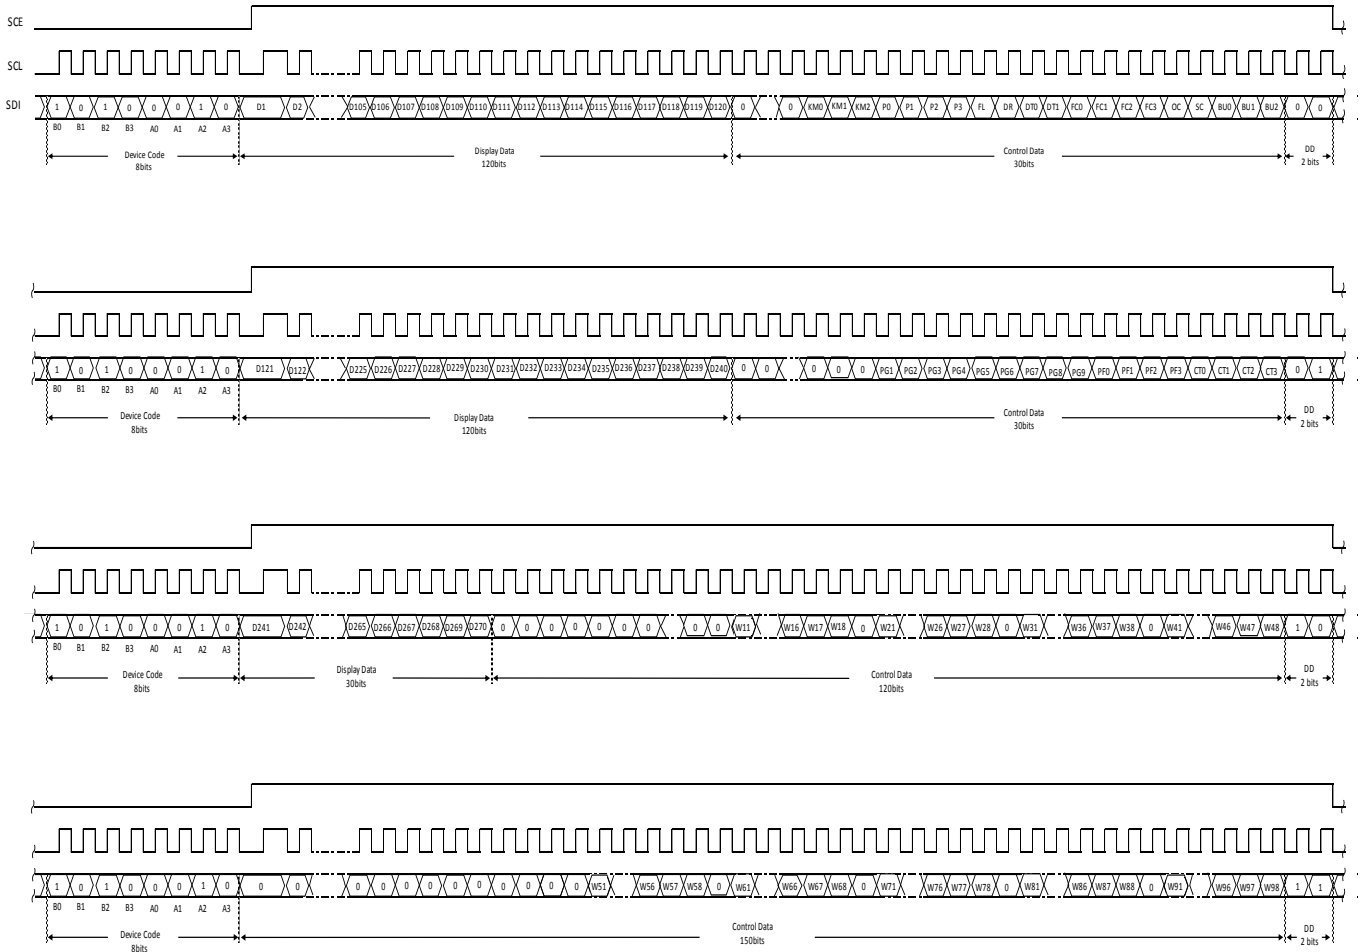 SCE
SCL
SDI 1 0 1 0 0 0 1 0 D1 D2 D105 D106 D107 D108 D109 D110 D111 D112 D113 D114 D115 D116 D117 D118 D119 D120 0 0 KM0 KM1 KM2 P0 P1 P2 P3 FL DR DT0 DT1 FC0 FC1 FC2 FC3 OC SC BU0 BU1 BU2 0 0
B0 B1 B2 B3 A0 A1 A2 A3
Device Code Display Data Control Data DD
8bits 120bits 30bits 2 bits
1 0 1 0 0 0 1 0 D121 D122 D225 D226 D227 D228 D229 D230 D231 D232 D233 D234 D235 D236 D237 D238 D239 D240 0 0 0 0 0 PG1 PG2 PG3 PG4 PG5 PG6 PG7 PG8 PG9 PF0 PF1 PF2 PF3 CT0 CT1 CT2 CT3 0 1
B0 B1 B2 B3 A0 A1 A2 A3
Device Code Display Data Control Data DD
8bits 120bits 30bits 2 bits
1 0 1 0 0 0 1 0 D241 D242 D265 D266 D267 D268 D269 D270 0 0 0 0 0 0 0 0 0 W11 W16 W17 W18 0 W21 W26 W27 W28 0 W31 W36 W37 W38 0 W41 W46 W47 W48 1 0
B0 B1 B2 B3 A0 A1 A2 A3
Device Code Display Data Control Data DD
8bits 30bits 120bits 2 bits
1 0 1 0 0 0 1 0 0 0 0 0 0 0 0 0 0 0 0 0 W51 W56 W57 W58 0 W61 W66 W67 W68 0 W71 W76 W77 W78 0 W81 W86 W87 W88 0 W91 W96 W97 W98 1 1
B0 B1 B2 B3 A0 A1 A2 A3
Device Code Control Data DD
8bits 150bits 2 bits